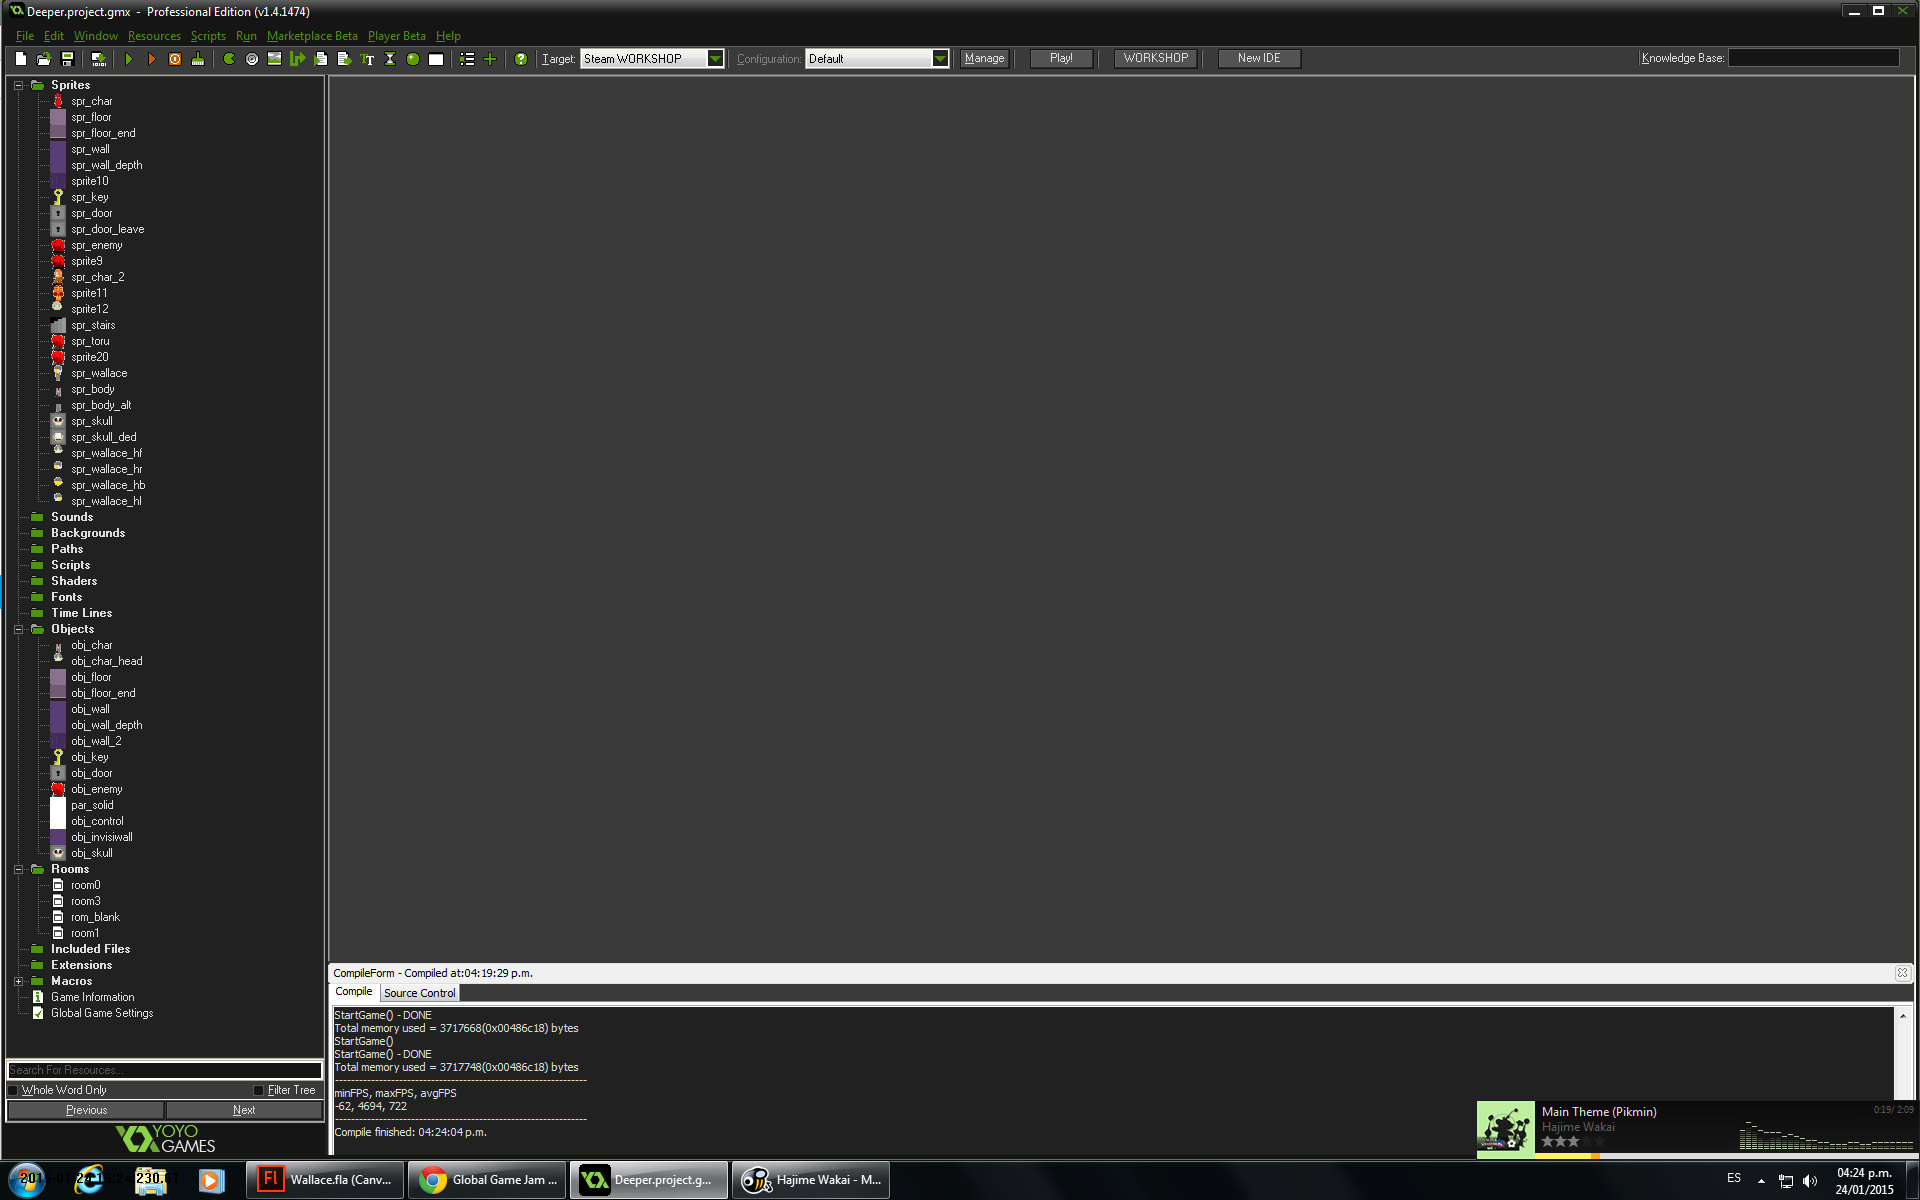 Deeper.project.gmx - Professional Edition (v1.4.1474)
File Edit Window Resources Scripts Run Marketplace Beta Player Beta Help
Target: Steam WORKSHOP Configuration: Default Manage Play! WORKSHOP New IDE Knowledge Base:
Sprites
spr_char
spr_floor
spr_floor_end
spr_wall
spr_wall_depth
sprite10
spr_key
spr_door
spr_door_leave
spr_enemy
sprite9
spr_char_2
sprite11
sprite12
spr_stairs
spr_toru
sprite20
spr_wallace
spr_body
spr_body_alt
spr_skull
spr_skull_ded
spr_wallace_hf
spr_wallace_hr
spr_wallace_hb
spr_wallace_hl
Sounds
Backgrounds
Paths
Scripts
Shaders
Fonts
Time Lines
Objects
obj_char
obj_char_head
obj_floor
obj_floor_end
obj_wall
obj_wall_depth
obj_wall_2
obj_key
obj_door
obj_enemy
par_solid
obj_control
obj_invisiwall
obj_skull
Rooms
room0
room3
rom_blank
room1
Included Files
Extensions
Macros
Game Information
Global Game Settings
Search For Resources...
Whole Word Only Filter Tree
Previous Next
YOYO
GAMES
CompileForm - Compiled at:04:19:29 p.m.
Compile Source Control
StartGame() - DONE
Total memory used = 3717668(0x00486c18) bytes
StartGame()
StartGame() - DONE
Total memory used = 3717748(0x00486c18) bytes
minFPS, maxFPS, avgFPS
-62, 4694, 722
Compile finished: 04:24:04 p.m.
Main Theme (Pikmin) 0:19/ 2:09
Hajime Wakai
Fl Wallace.fla (Canv... Global Game Jam ... Deeper.project.g... Hajime Wakai - M...
ES
04:24 p.m.
24/01/2015